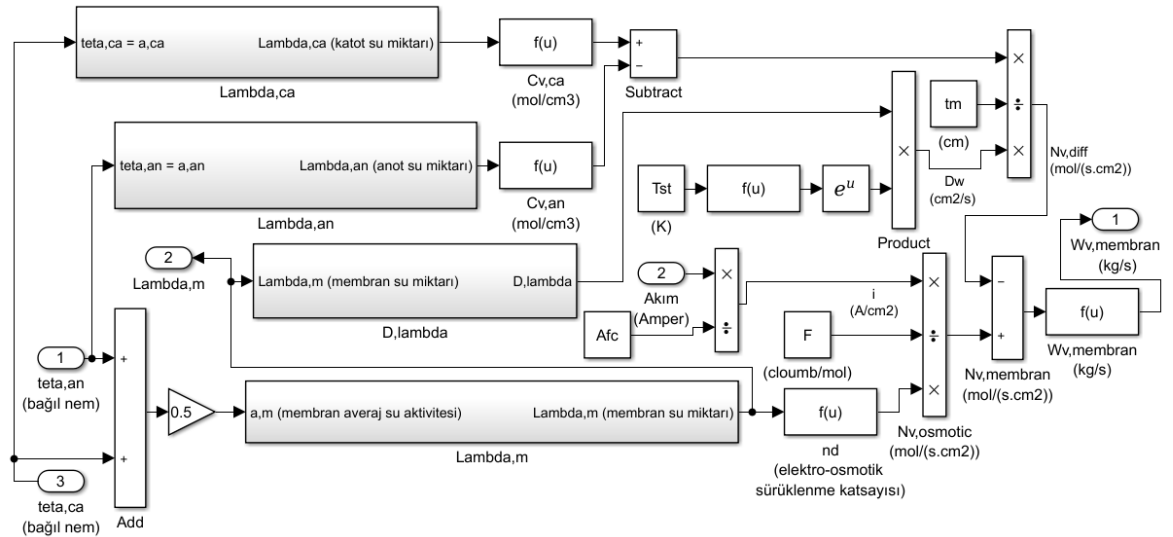 teta,ca = a,ca
Lambda,ca (katot su miktarı)
Lambda,ca
f(u)
Cv,ca
(mol/cm3)
+
−
Subtract
teta,an = a,an
Lambda,an (anot su miktarı)
Lambda,an
f(u)
Cv,an
(mol/cm3)
Tst
(K)
f(u)
e^u
×
Product
tm
(cm)
Dw
(cm2/s)
×
÷
×
Nv,diff
(mol/(s.cm2))
1
Wv,membran
(kg/s)
2
Lambda,m
Lambda,m (membran su miktarı)
D,lambda
D,lambda
2
Akım
(Amper)
Afc
×
÷
i
(A/cm2)
F
(cloumb/mol)
×
÷
×
Nv,osmotic
(mol/(s.cm2))
−
+
Nv,membran
(mol/(s.cm2))
f(u)
Wv,membran
(kg/s)
1
teta,an
(bağıl nem)
3
teta,ca
(bağıl nem)
+
+
Add
0.5
a,m (membran averaj su aktivitesi)
Lambda,m (membran su miktarı)
Lambda,m
f(u)
nd
(elektro-osmotik
sürüklenme katsayısı)